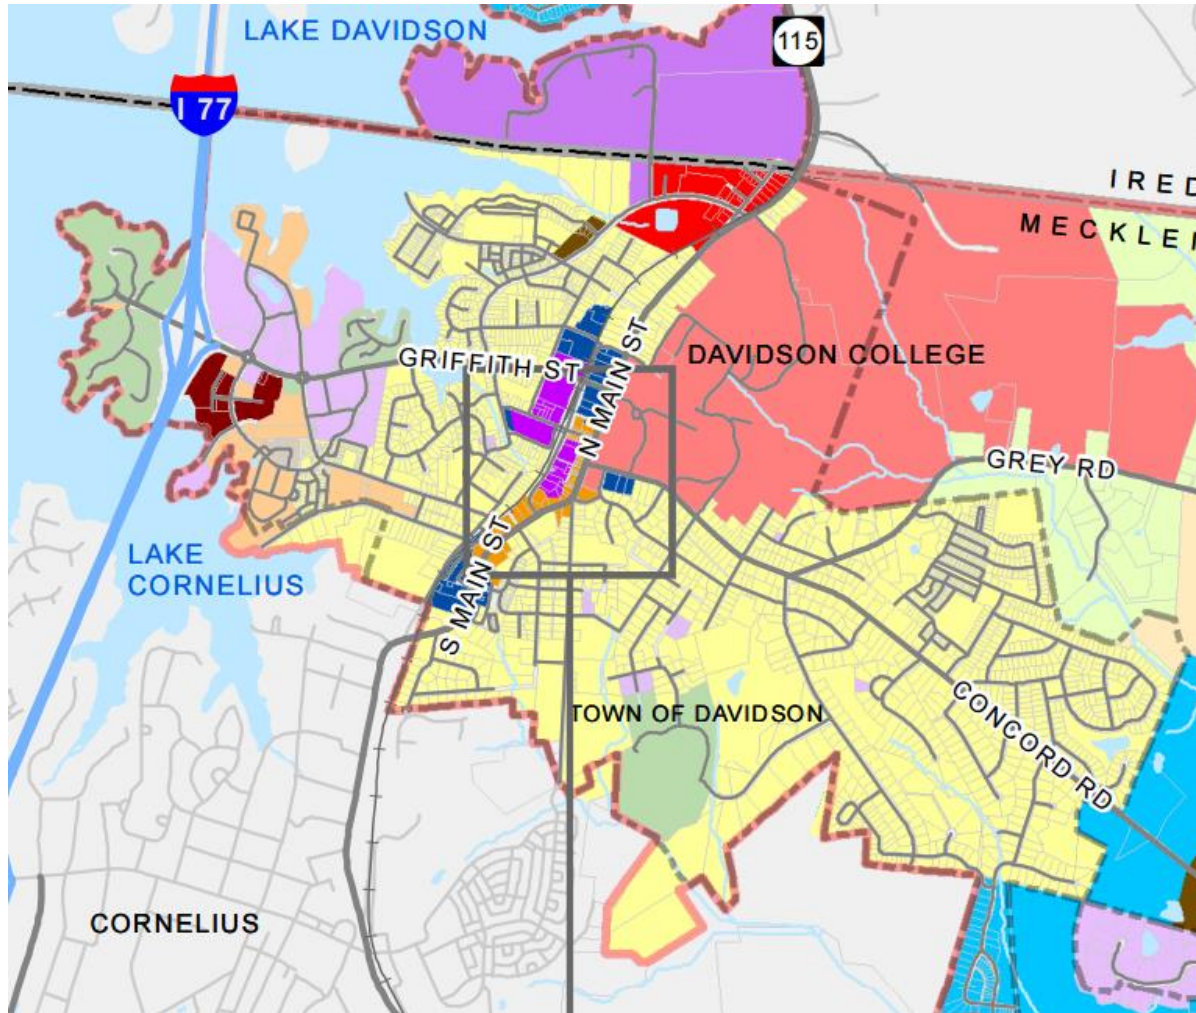 LAKE DAVIDSON
115
I 77
IRED
MECKLEN
GRIFFITH ST
N MAIN ST
DAVIDSON COLLEGE
GREY RD
LAKE
CORNELIUS
S MAIN ST
TOWN OF DAVIDSON
CONCORD RD
CORNELIUS